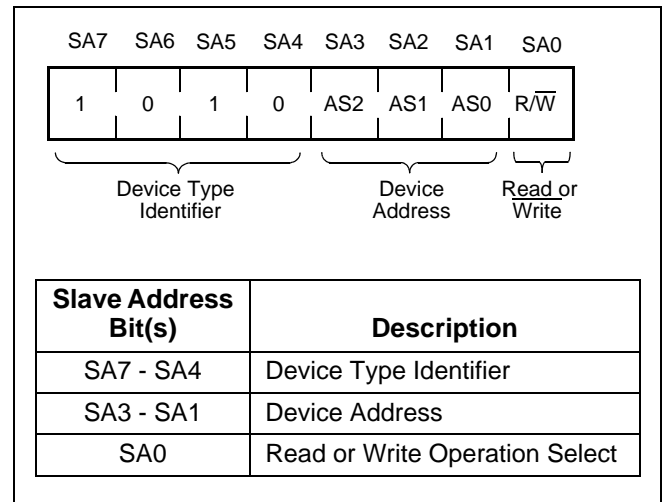 SA7 SA6 SA5 SA4 SA3 SA2 SA1 SA0
1 0 1 0 AS2 AS1 AS0 R/W̅
Device Type Identifier
Device Address
Read or Write
Slave Address Bit(s) Description
SA7 - SA4 Device Type Identifier
SA3 - SA1 Device Address
SA0 Read or Write Operation Select